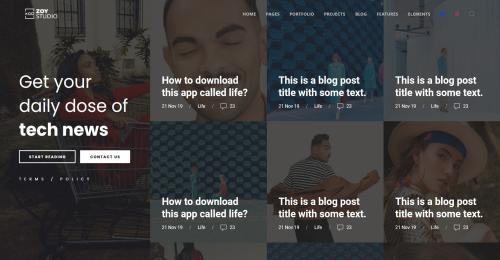 ZOY
STUDIO
HOME PAGES PORTFOLIO PROJECTS BLOG FEATURES ELEMENTS
Get your
daily dose of
tech news
START READING CONTACT US
TERMS / POLICY
How to download
this app called life?
21 Nov 19 / Life / 23
This is a blog post
title with some text.
21 Nov 19 / Life / 23
This is a blog post
title with some text.
21 Nov 19 / Life / 23
How to download
this app called life?
21 Nov 19 / Life / 23
This is a blog post
title with some text.
21 Nov 19 / Life / 23
This is a blog post
title with some text.
21 Nov 19 / Life / 23